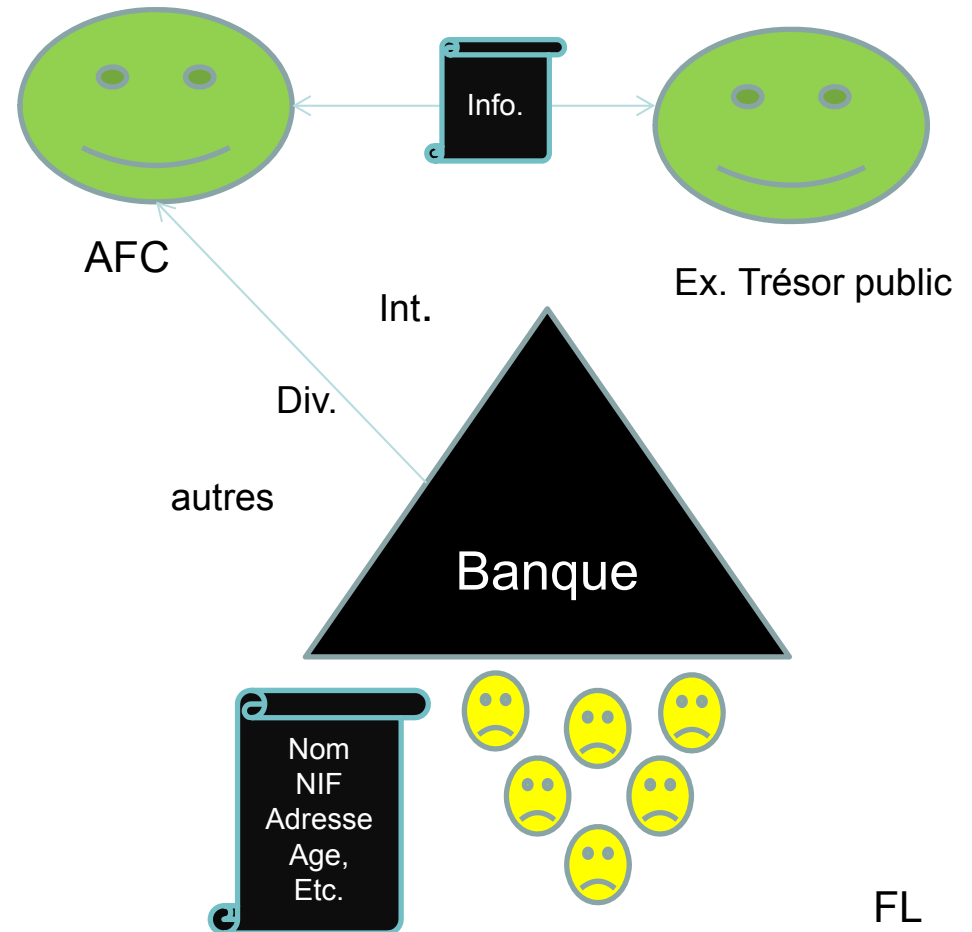 Info.
AFC
Ex. Trésor public
Int.
Div.
autres
Banque
Nom
NIF
Adresse
Age,
Etc.
FL